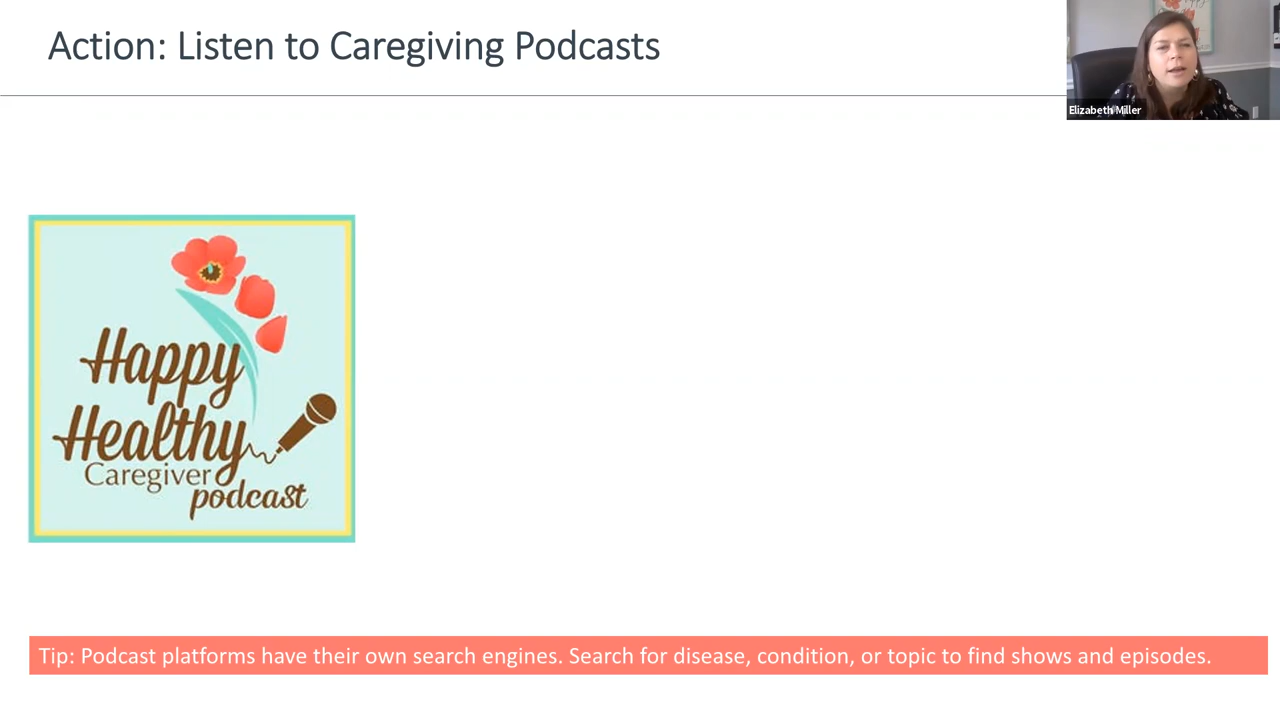 Action: Listen to Caregiving Podcasts
Elizabeth Miller
Happy
Healthy
Caregiver
podcast
Tip: Podcast platforms have their own search engines. Search for disease, condition, or topic to find shows and episodes.